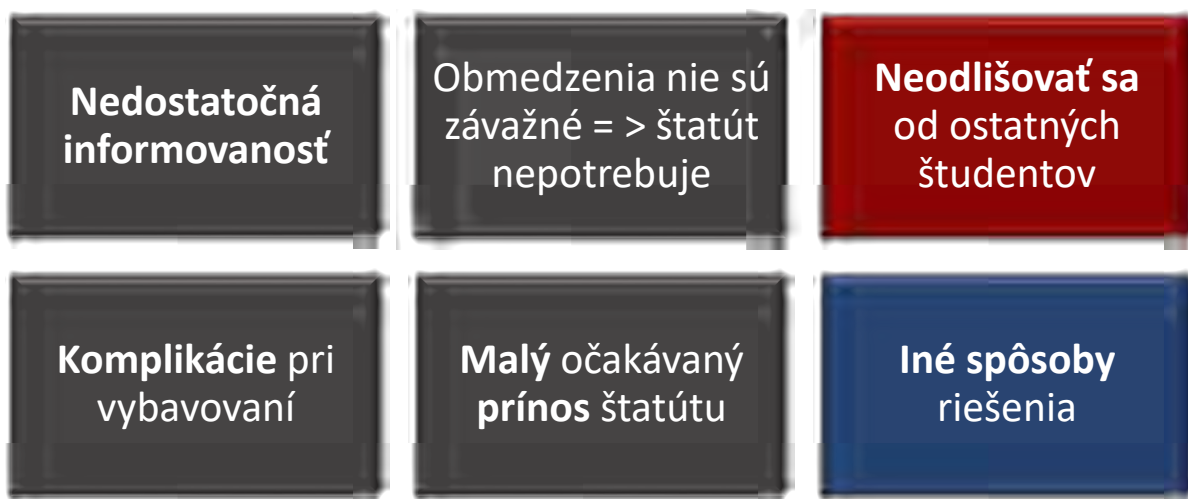 Nedostatočná
informovanosť
Obmedzenia nie sú
závažné = > štatút
nepotrebuje
Neodlišovať sa
od ostatných
študentov
Komplikácie pri
vybavovaní
Malý očakávaný
prínos štatútu
Iné spôsoby
riešenia